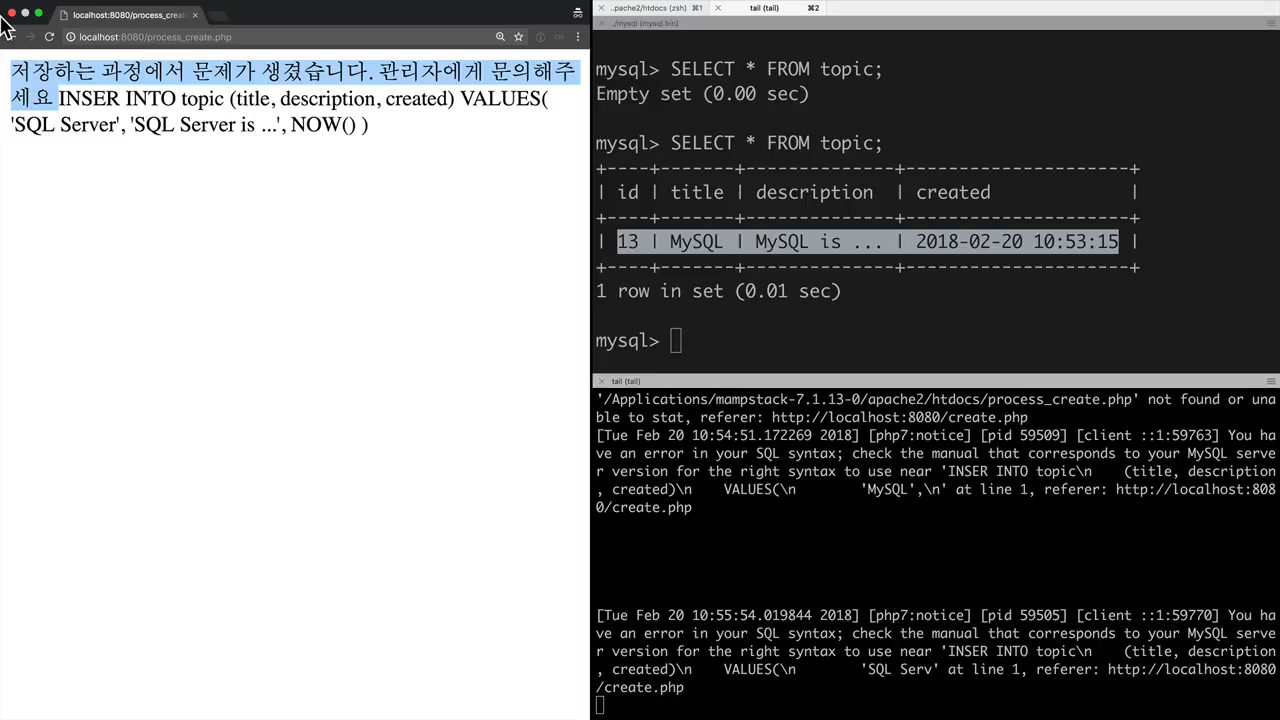 localhost:8080/process_creat
localhost:8080/process_create.php
저장하는 과정에서 문제가 생겼습니다. 관리자에게 문의해주
세요 INSER INTO topic (title, description, created) VALUES(
'SQL Server', 'SQL Server is ...', NOW() )
..pache2/htdocs (zsh) ⌘1
tail (tail) ⌘2
./mysql (mysql.bin)
mysql> SELECT * FROM topic;
Empty set (0.00 sec)
mysql> SELECT * FROM topic;
+----+-------+--------------+---------------------+
| id | title | description | created |
+----+-------+--------------+---------------------+
| 13 | MySQL | MySQL is ... | 2018-02-20 10:53:15 |
+----+-------+--------------+---------------------+
1 row in set (0.01 sec)
mysql>
tail (tail)
'/Applications/mampstack-7.1.13-0/apache2/htdocs/process_create.php' not found or una
ble to stat, referer: http://localhost:8080/create.php
[Tue Feb 20 10:54:51.172269 2018] [php7:notice] [pid 59509] [client ::1:59763] You ha
ve an error in your SQL syntax; check the manual that corresponds to your MySQL serve
r version for the right syntax to use near 'INSER INTO topic\n    (title, description
, created)\n    VALUES(\n        'MySQL',\n' at line 1, referer: http://localhost:808
0/create.php
[Tue Feb 20 10:55:54.019844 2018] [php7:notice] [pid 59505] [client ::1:59770] You ha
ve an error in your SQL syntax; check the manual that corresponds to your MySQL serve
r version for the right syntax to use near 'INSER INTO topic\n    (title, description
, created)\n    VALUES(\n        'SQL Serv' at line 1, referer: http://localhost:8080
/create.php